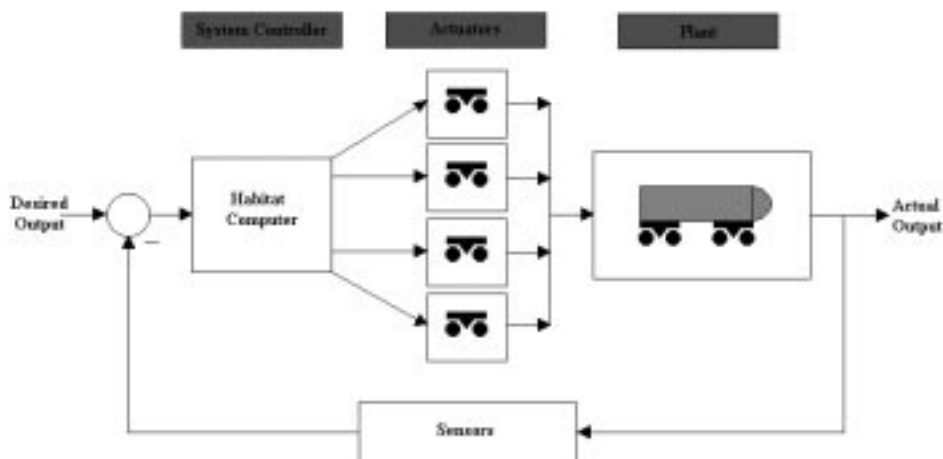 System Controller
Actuators
Plant
Desired
Output
Habitat
Computer
Actual
Output
Sensors